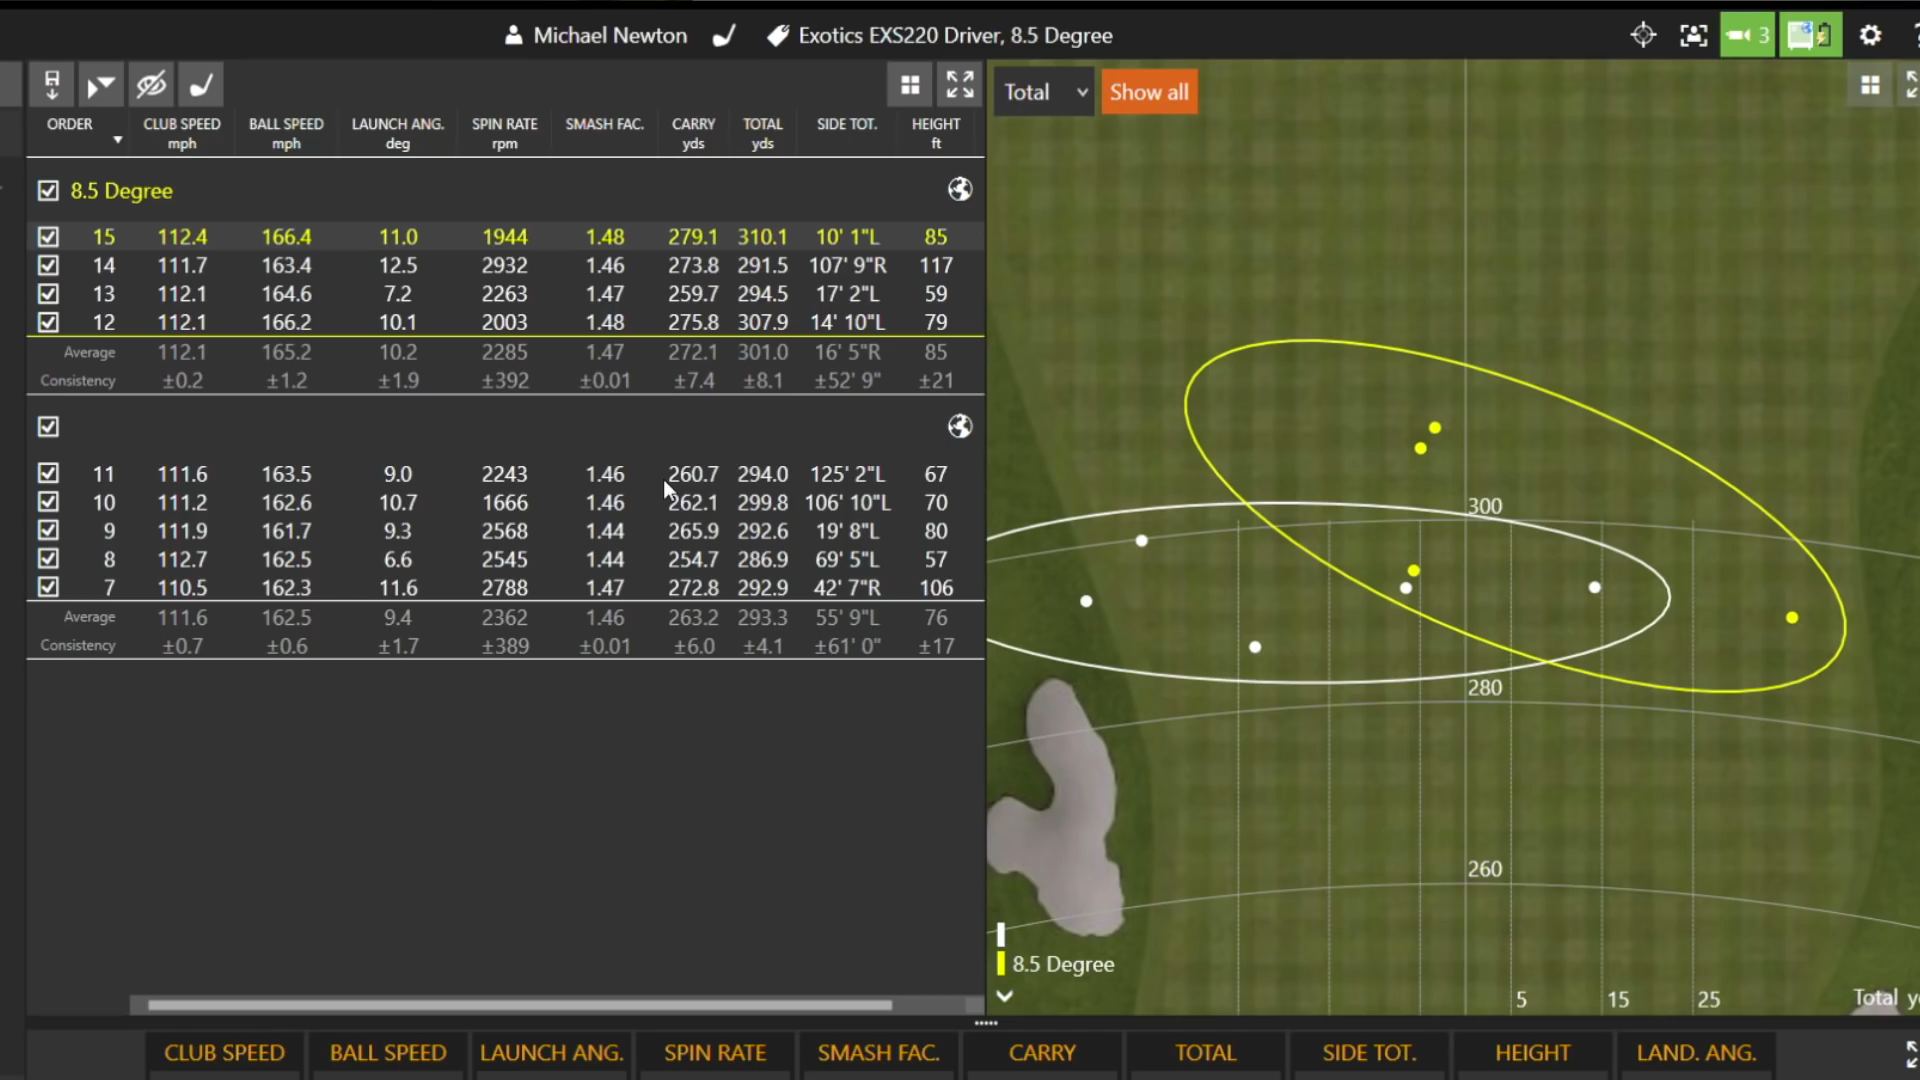 Michael Newton
Exotics EXS220 Driver, 8.5 Degree
3
ORDER CLUB SPEED BALL SPEED LAUNCH ANG. SPIN RATE SMASH FAC. CARRY TOTAL SIDE TOT. HEIGHT
mph mph deg rpm yds yds ft
8.5 Degree
15 112.4 166.4 11.0 1944 1.48 279.1 310.1 10' 1"L 85
14 111.7 163.4 12.5 2932 1.46 273.8 291.5 107' 9"R 117
13 112.1 164.6 7.2 2263 1.47 259.7 294.5 17' 2"L 59
12 112.1 166.2 10.1 2003 1.48 275.8 307.9 14' 10"L 79
Average 112.1 165.2 10.2 2285 1.47 272.1 301.0 16' 5"R 85
Consistency ±0.2 ±1.2 ±1.9 ±392 ±0.01 ±7.4 ±8.1 ±52' 9" ±21
11 111.6 163.5 9.0 2243 1.46 260.7 294.0 125' 2"L 67
10 111.2 162.6 10.7 1666 1.46 262.1 299.8 106' 10"L 70
9 111.9 161.7 9.3 2568 1.44 265.9 292.6 19' 8"L 80
8 112.7 162.5 6.6 2545 1.44 254.7 286.9 69' 5"L 57
7 110.5 162.3 11.6 2788 1.47 272.8 292.9 42' 7"R 106
Average 111.6 162.5 9.4 2362 1.46 263.2 293.3 55' 9"L 76
Consistency ±0.7 ±0.6 ±1.7 ±389 ±0.01 ±6.0 ±4.1 ±61' 0" ±17
Total
Show all
300
280
260
8.5 Degree
5 15 25
Total y
CLUB SPEED BALL SPEED LAUNCH ANG. SPIN RATE SMASH FAC. CARRY TOTAL SIDE TOT. HEIGHT LAND. ANG.